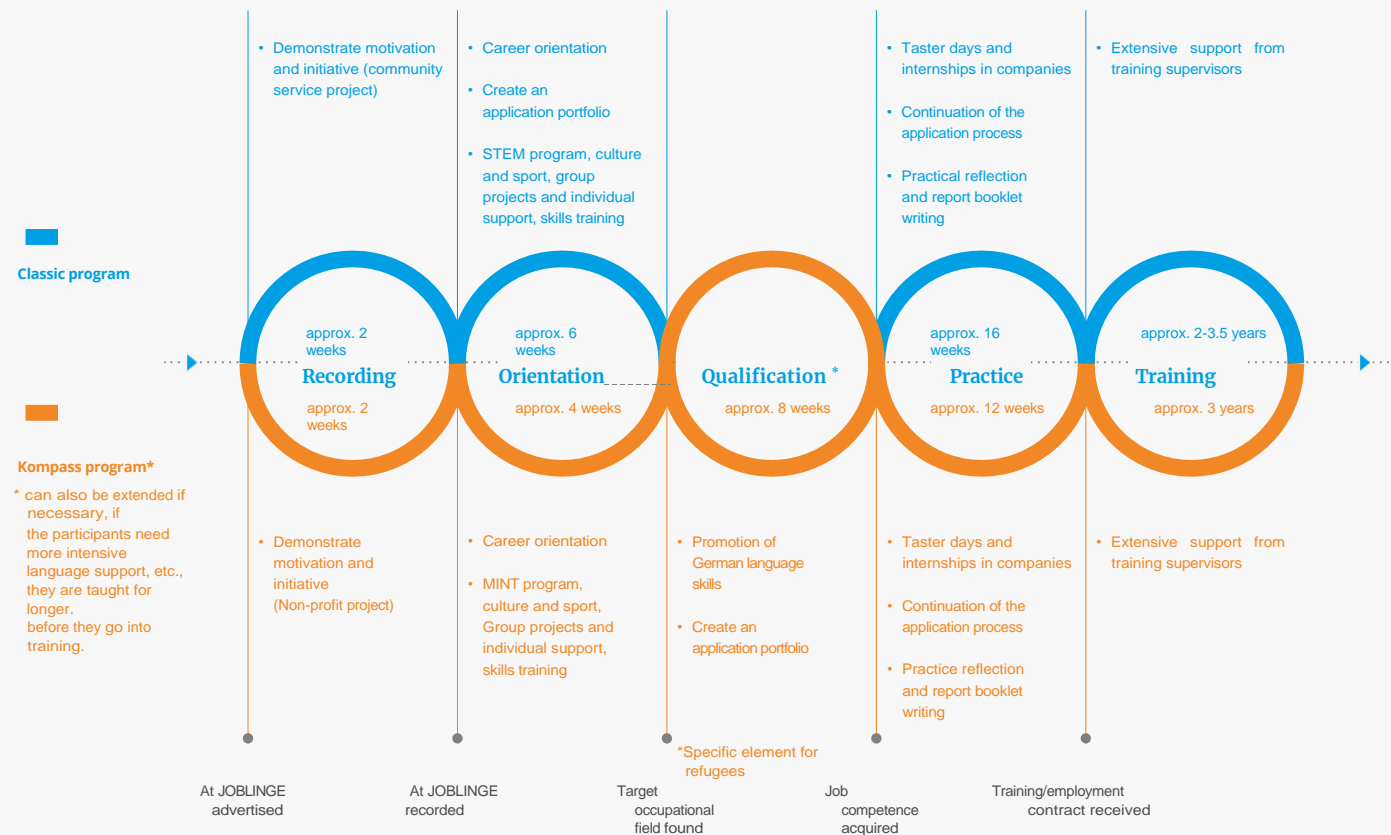 • Demonstrate motivation
and initiative (community
service project)
• Career orientation
• Create an
application portfolio
• STEM program, culture
and sport, group
projects and individual
support, skills training
• Taster days and
internships in companies
• Continuation of the
application process
• Practical reflection
and report booklet
writing
• Extensive support from
training supervisors
Classic program
approx. 2
weeks
Recording
approx. 2
weeks
approx. 6
weeks
Orientation
approx. 4 weeks
Qualification *
approx. 8 weeks
approx. 16
weeks
Practice
approx. 12 weeks
approx. 2-3.5 years
Training
approx. 3 years
Kompass program*
* can also be extended if
necessary, if
the participants need
more intensive
language support, etc.,
they are taught for
longer.
before they go into
training.
• Demonstrate
motivation and
initiative
(Non-profit project)
• Career orientation
• MINT program,
culture and sport,
Group projects and
individual support,
skills training
• Promotion of
German language
skills
• Create an
application portfolio
• Taster days and
internships in companies
• Continuation of the
application process
• Practice reflection
and report booklet
writing
• Extensive support from
training supervisors
*Specific element for
refugees
At JOBLINGE
advertised
At JOBLINGE
recorded
Target
occupational
field found
Job
competence
acquired
Training/employment
contract received